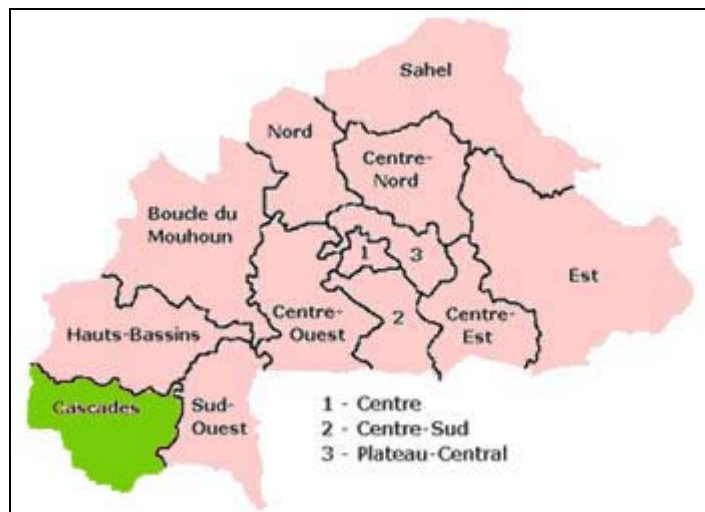 Sahel
Nord
Centre-
Nord
Boucle du
Mouhoun
1
3
Est
Centre-
Ouest
2
Centre-
Est
Hauts-Bassins
Cascades
Sud-
Ouest
1 - Centre
2 - Centre-Sud
3 - Plateau-Central